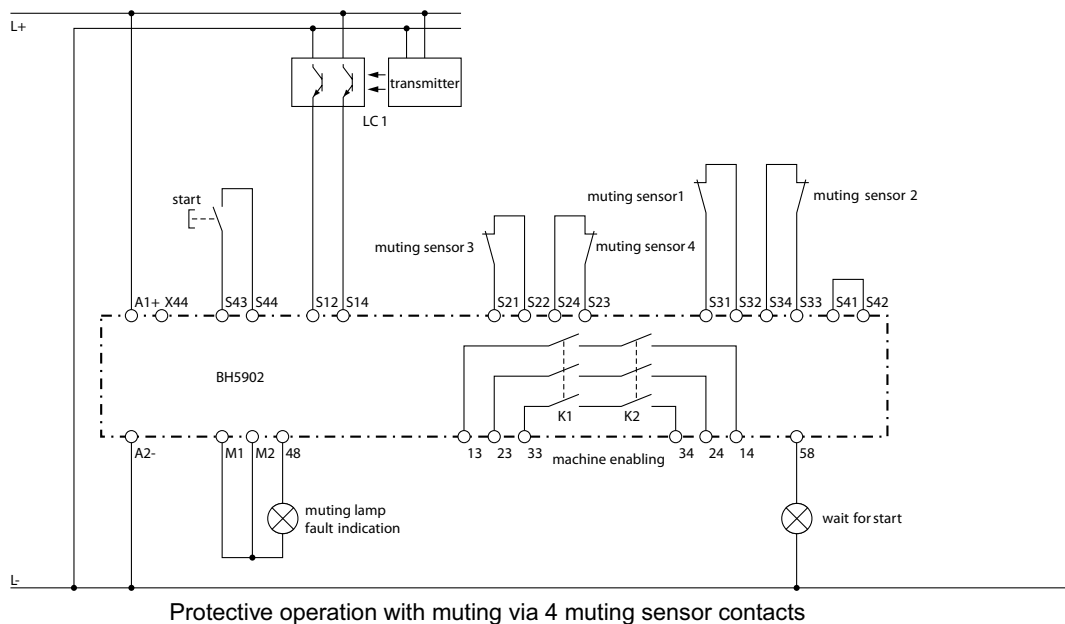 L+
transmitter
LC 1
start
muting sensor1
muting sensor 2
muting sensor 3
muting sensor 4
A1+ X44 S43 S44 S12 S14 S21 S22 S24 S23 S31 S32 S34 S33 S41 S42
BH5902
K1 K2
A2- M1 M2 48 13 23 33 machine enabling 34 24 14 58
muting lamp
fault indication
wait for start
L-
Protective operation with muting via 4 muting sensor contacts